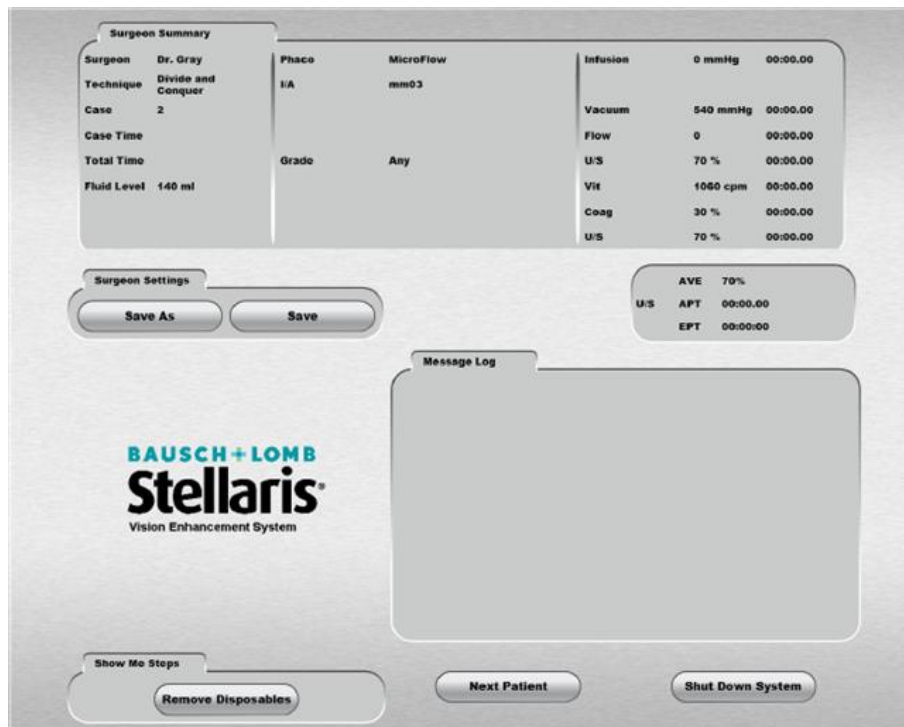 Surgeon Summary
Surgeon Dr. Gray Phaco MicroFlow Infusion 0 mmHg 00:00.00
Technique Divide and Conquer I/A mm03
Case 2 Vacuum 540 mmHg 00:00.00
Case Time Flow 0 00:00.00
Total Time Grade Any U/S 70 % 00:00.00
Fluid Level 140 ml Vit 1060 cpm 00:00.00
Coag 30 % 00:00.00
U/S 70 % 00:00.00
Surgeon Settings
Save As Save
AVE 70%
U/S APT 00:00.00
EPT 00:00:00
Message Log
BAUSCH+LOMB
Stellaris®
Vision Enhancement System
Show Me Steps
Remove Disposables
Next Patient
Shut Down System